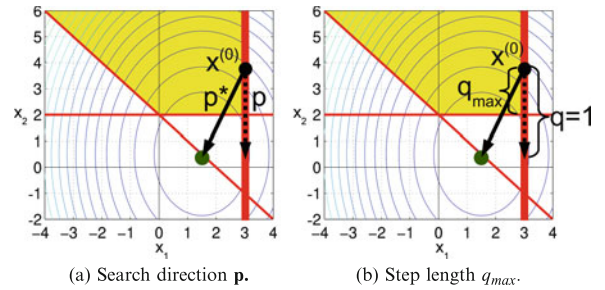 6
5
4
3
x₂ 2
1
0
-1
-2
-4 -3 -2 -1 0 1 2 3 4
x₁
x⁽⁰⁾
p*
p
(a) Search direction p.
6
5
4
3
x₂ 2
1
0
-1
-2
-4 -3 -2 -1 0 1 2 3 4
x₁
x⁽⁰⁾
qmax
q=1
(b) Step length qmax.